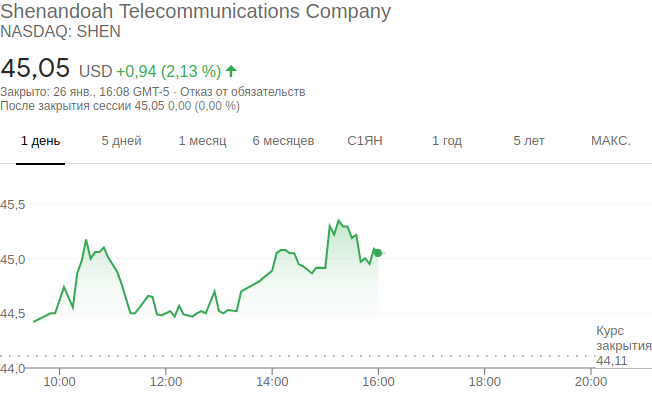 Shenandoah Telecommunications Company
NASDAQ: SHEN
45,05 USD +0,94 (2,13 %)
Закрыто: 26 янв., 16:08 GMT-5 · Отказ от обязательств
После закрытия сессии 45,05 0,00 (0,00 %)
1 день 5 дней 1 месяц 6 месяцев С1ЯН 1 год 5 лет МАКС.
45,5
45,0
44,5
Курс
закрытия
44,11
44,0
10:00 12:00 14:00 16:00 18:00 20:00